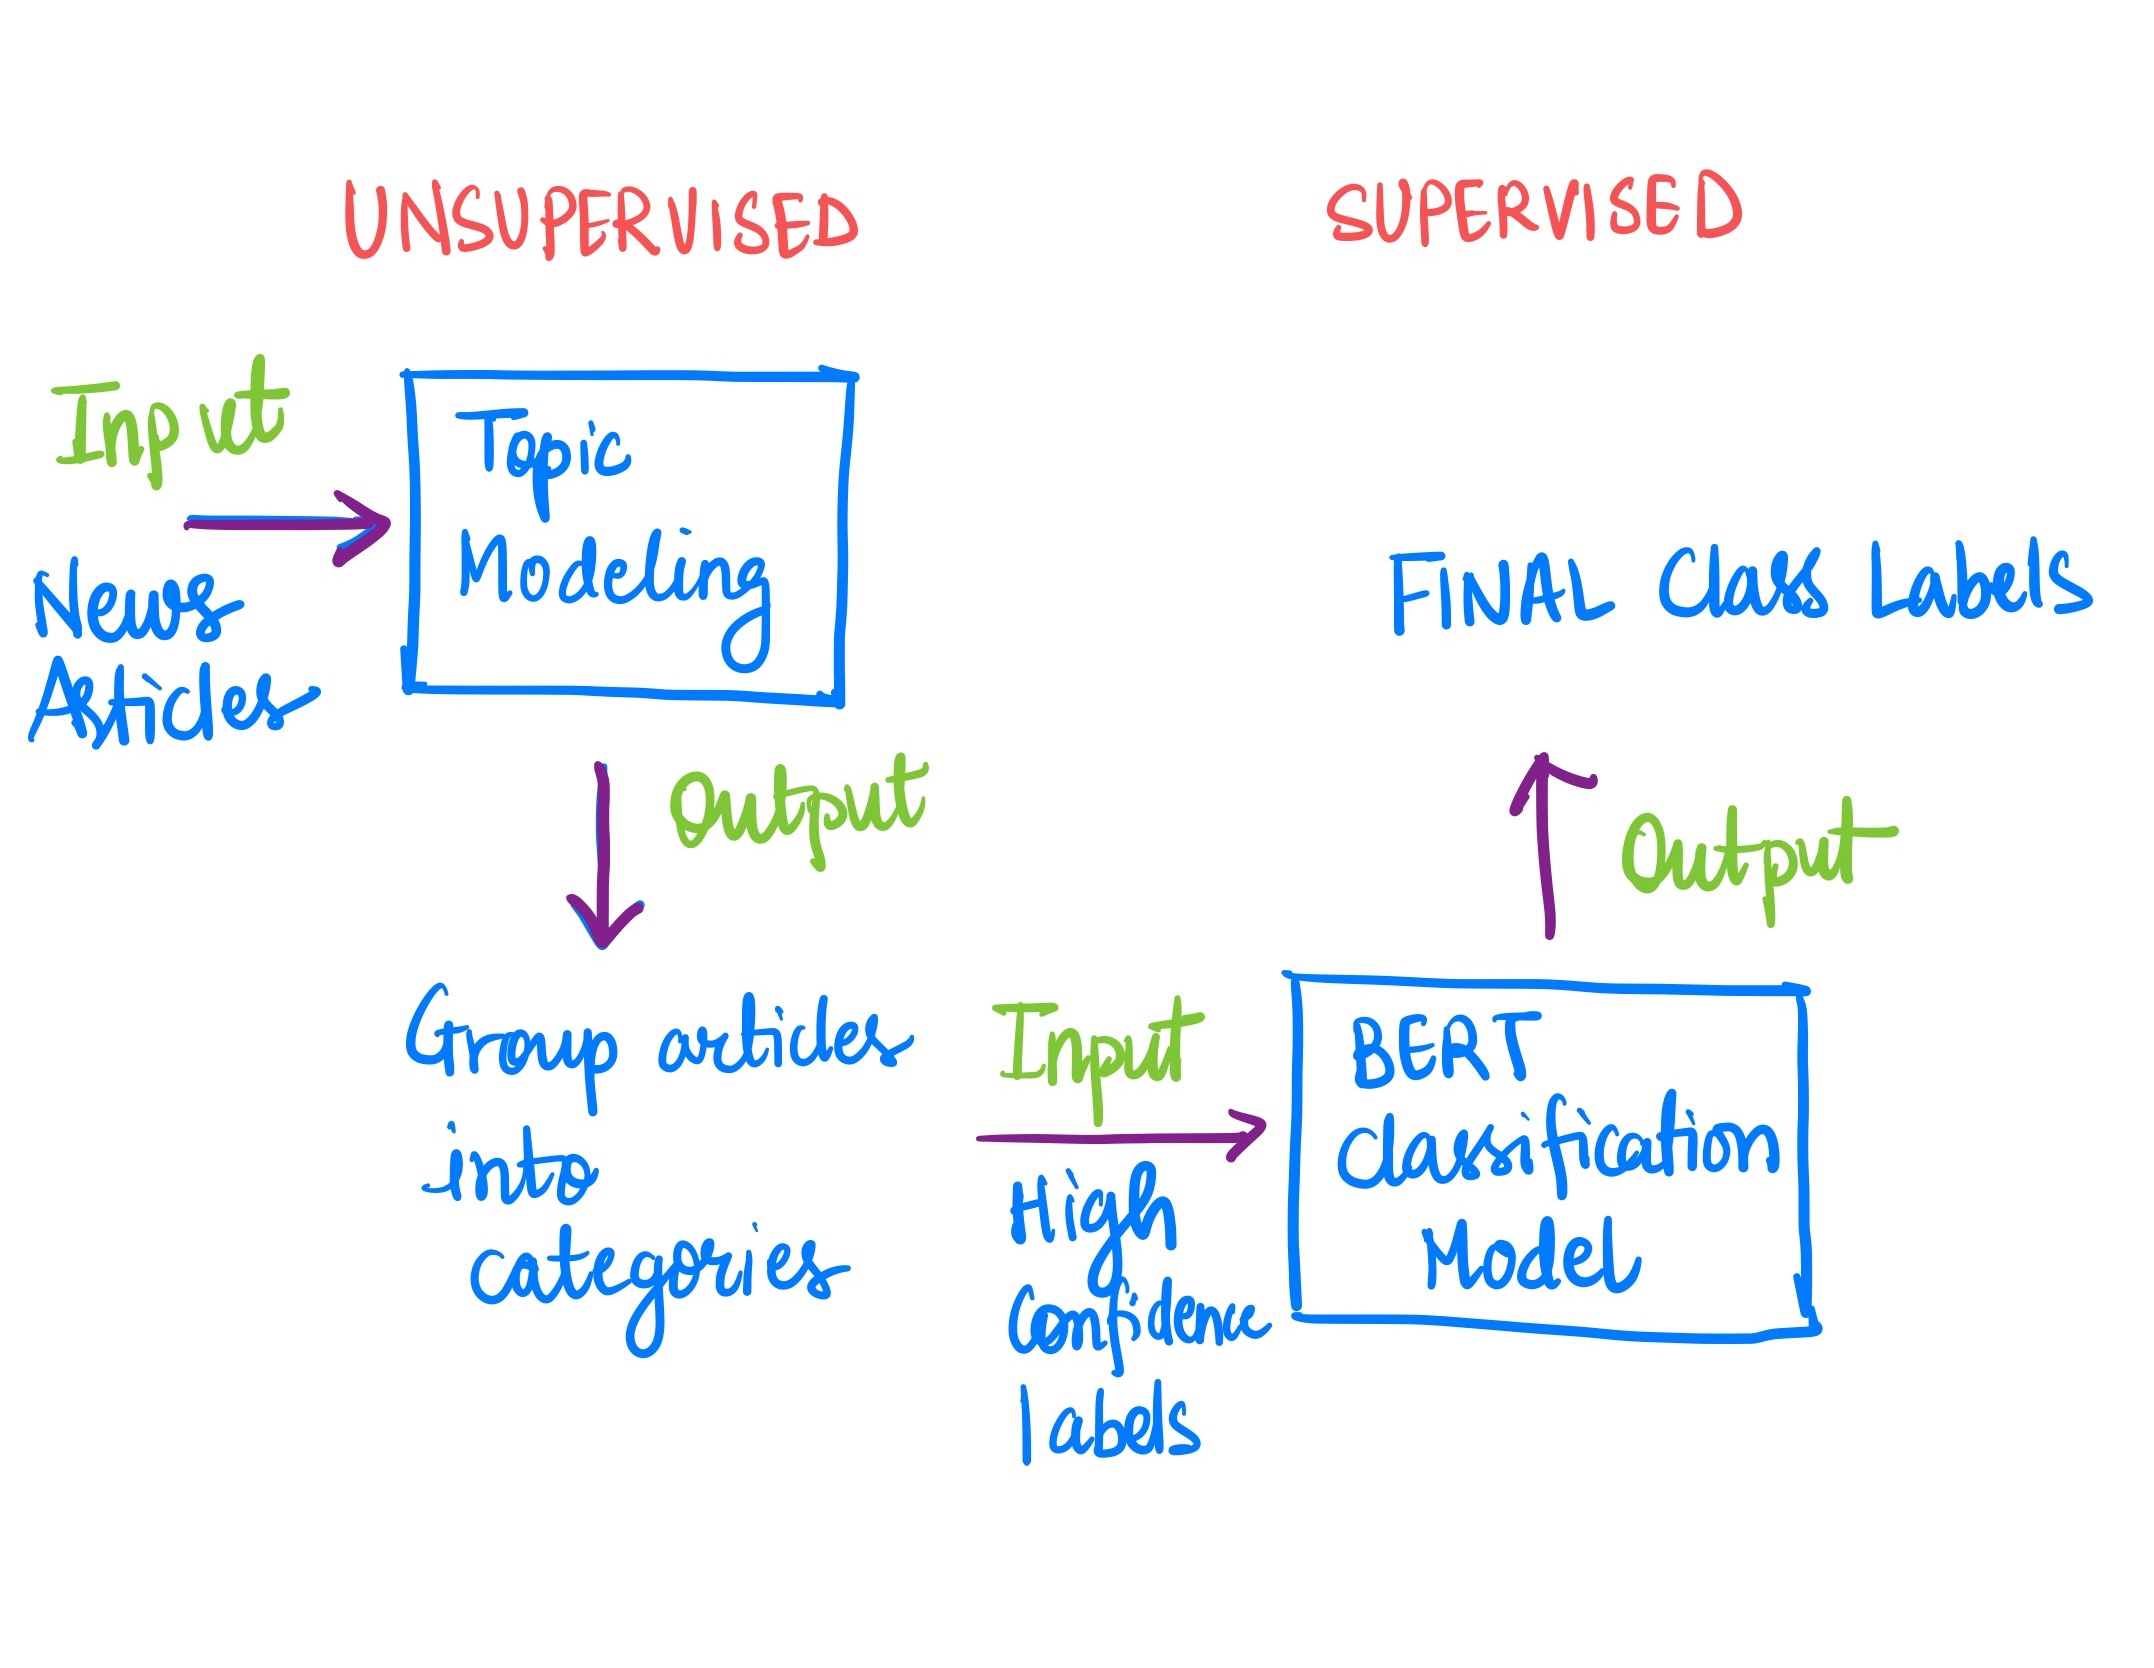 UNSUPERVISED
SUPERVISED
Input
News
Articles
Topic
Modeling
Output
Group articles
into
categories
Input
High
Confidence
labels
BERT
classification
Model
Output
FINAL Class Labels